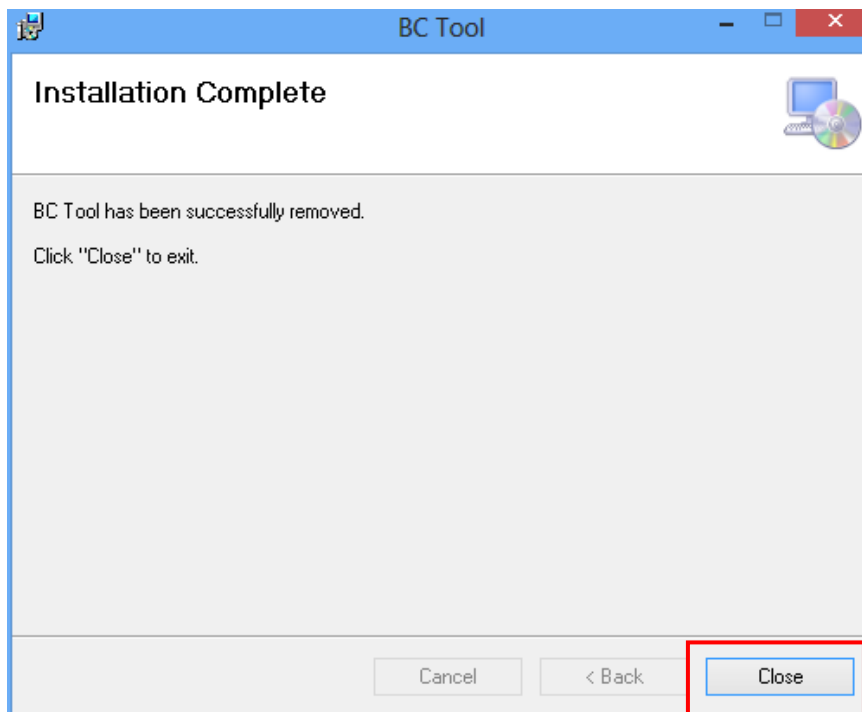 BC Tool
Installation Complete
BC Tool has been successfully removed.
Click "Close" to exit.
Cancel
< Back
Close